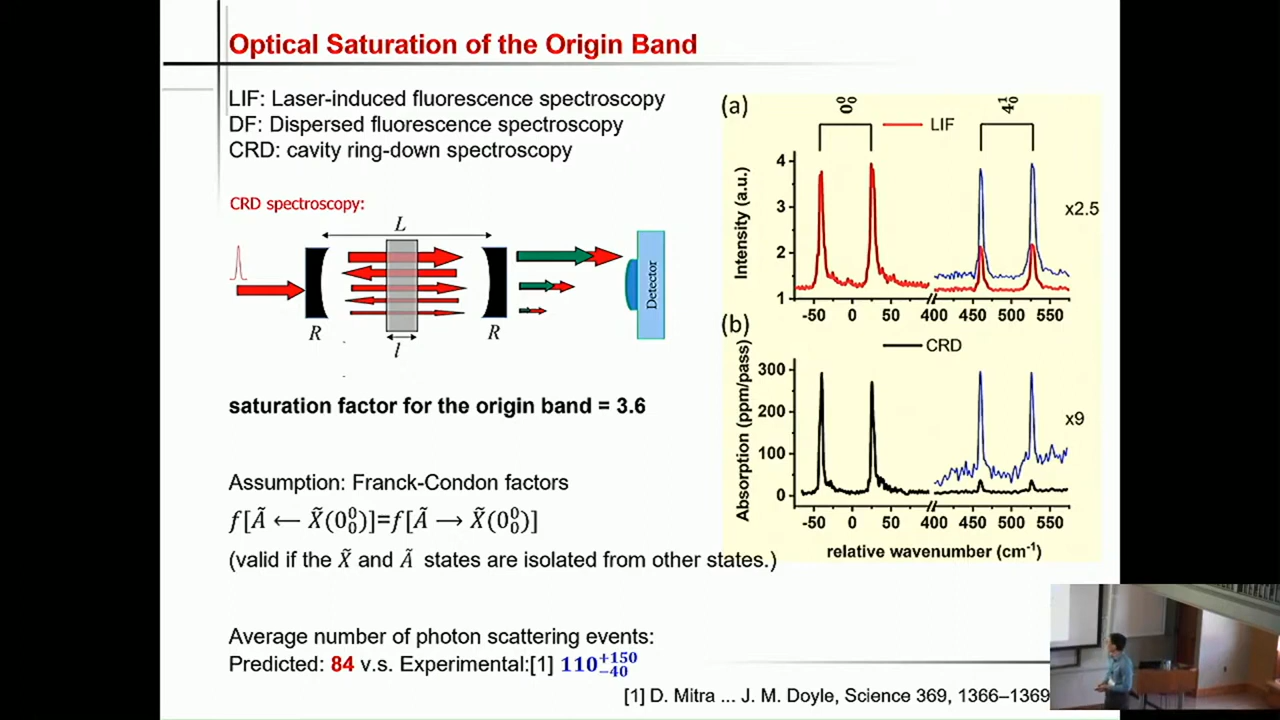 Optical Saturation of the Origin Band
LIF: Laser-induced fluorescence spectroscopy
DF: Dispersed fluorescence spectroscopy
CRD: cavity ring-down spectroscopy
CRD spectroscopy:
L
R
R
l
Detector
saturation factor for the origin band = 3.6
Assumption: Franck-Condon factors
f[Ã ⟵ X̃(0⁰₀)]=f[Ã ⟶ X̃(0⁰₀)]
(valid if the X̃ and Ã states are isolated from other states.)
Average number of photon scattering events:
Predicted: 84 v.s. Experimental:[1] 110⁺¹⁵⁰₋₄₀
[1] D. Mitra ... J. M. Doyle, Science 369, 1366–1369
(a)
0⁰₀
4¹₀
LIF
Intensity (a.u.)
4
3
2
1
x2.5
-50 0 50 400 450 500 550
(b)
CRD
Absorption (ppm/pass)
300
200
100
0
x9
-50 0 50 400 450 500 550
relative wavenumber (cm⁻¹)